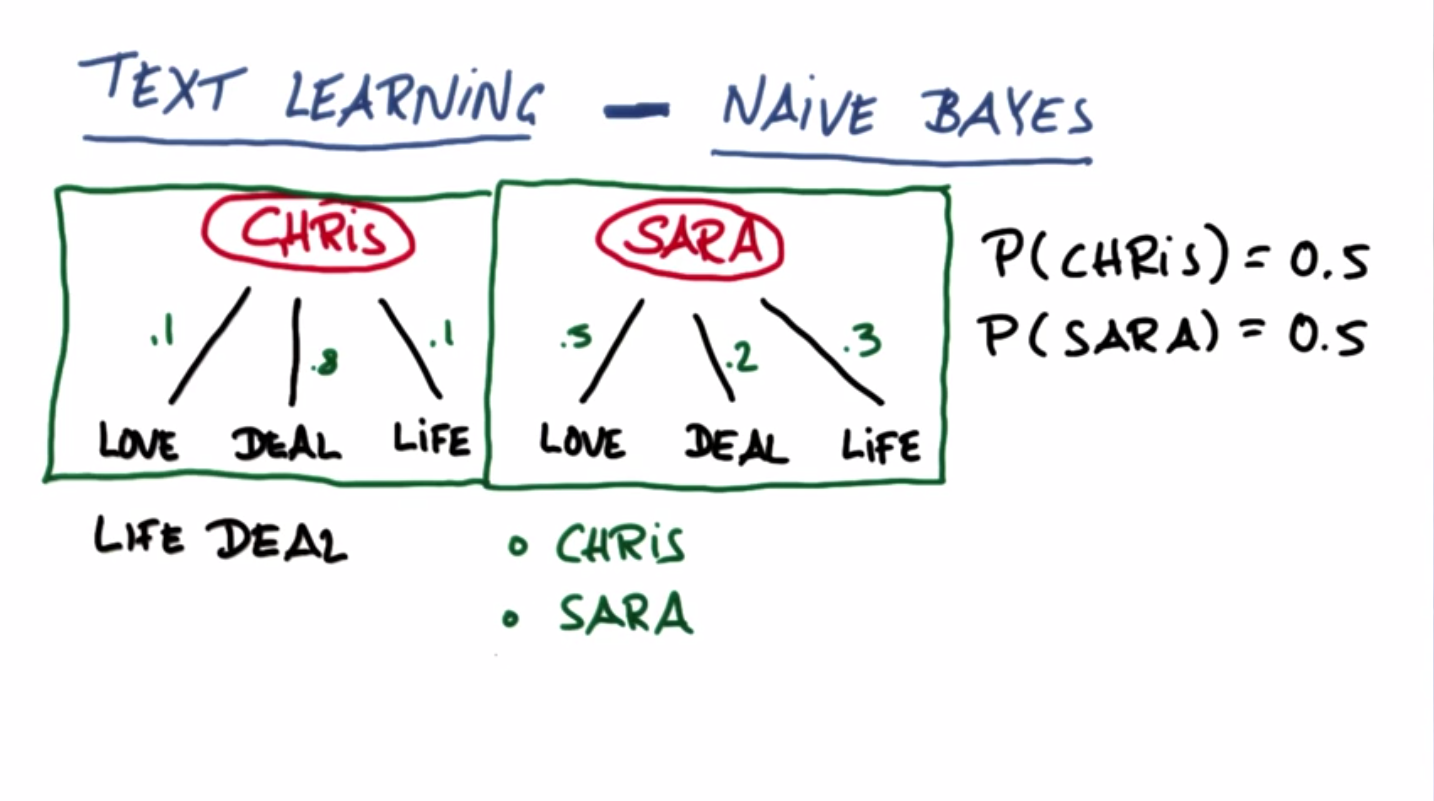 TEXT LEARNING — NAIVE BAYES
CHRIS
.1 .8 .1
LOVE DEAL LIFE
SARA
.5 .2 .3
LOVE DEAL LIFE
P(CHRIS) = 0.5
P(SARA) = 0.5
LIFE DEAL
○ CHRIS
○ SARA